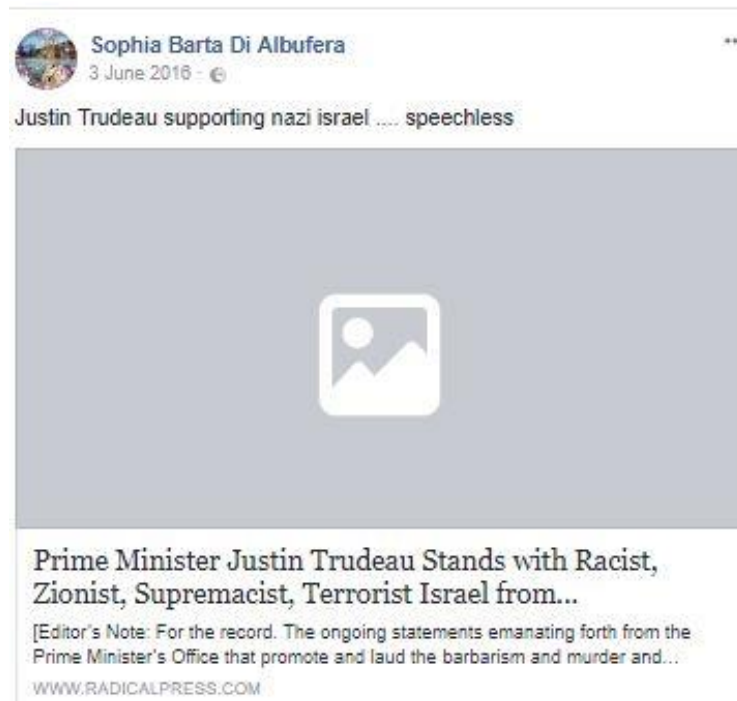 Sophia Barta Di Albufera
3 June 2016 ·
Justin Trudeau supporting nazi israel .... speechless
Prime Minister Justin Trudeau Stands with Racist,
Zionist, Supremacist, Terrorist Israel from...
[Editor's Note: For the record. The ongoing statements emanating forth from the
Prime Minister's Office that promote and laud the barbarism and murder and...
WWW.RADICALPRESS.COM